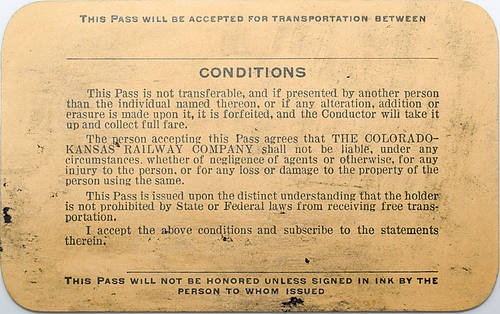 THIS PASS WILL BE ACCEPTED FOR TRANSPORTATION BETWEEN
CONDITIONS
This Pass is not transferable, and if presented by another person
than the individual named thereon, or if any alteration, addition or
erasure is made upon it, it is forfeited, and the Conductor will take it
up and collect full fare.
The person accepting this Pass agrees that THE COLORADO-
KANSAS RAILWAY COMPANY shall not be liable, under any
circumstances, whether of negligence of agents or otherwise, for any
injury to the person, or for any loss or damage to the property of the
person using the same.
This Pass is issued upon the distinct understanding that the holder
is not prohibited by State or Federal laws from receiving free trans-
portation.
I accept the above conditions and subscribe to the statements
therein.
THIS PASS WILL NOT BE HONORED UNLESS SIGNED IN INK BY THE
PERSON TO WHOM ISSUED